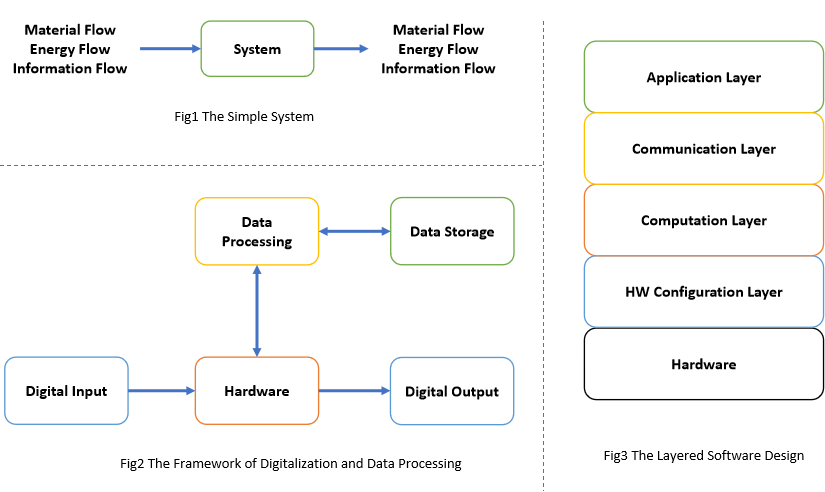 Material Flow
Energy Flow
Information Flow
System
Material Flow
Energy Flow
Information Flow
Fig1 The Simple System
Data
Processing
Data Storage
Digital Input
Hardware
Digital Output
Fig2 The Framework of Digitalization and Data Processing
Application Layer
Communication Layer
Computation Layer
HW Configuration Layer
Hardware
Fig3 The Layered Software Design